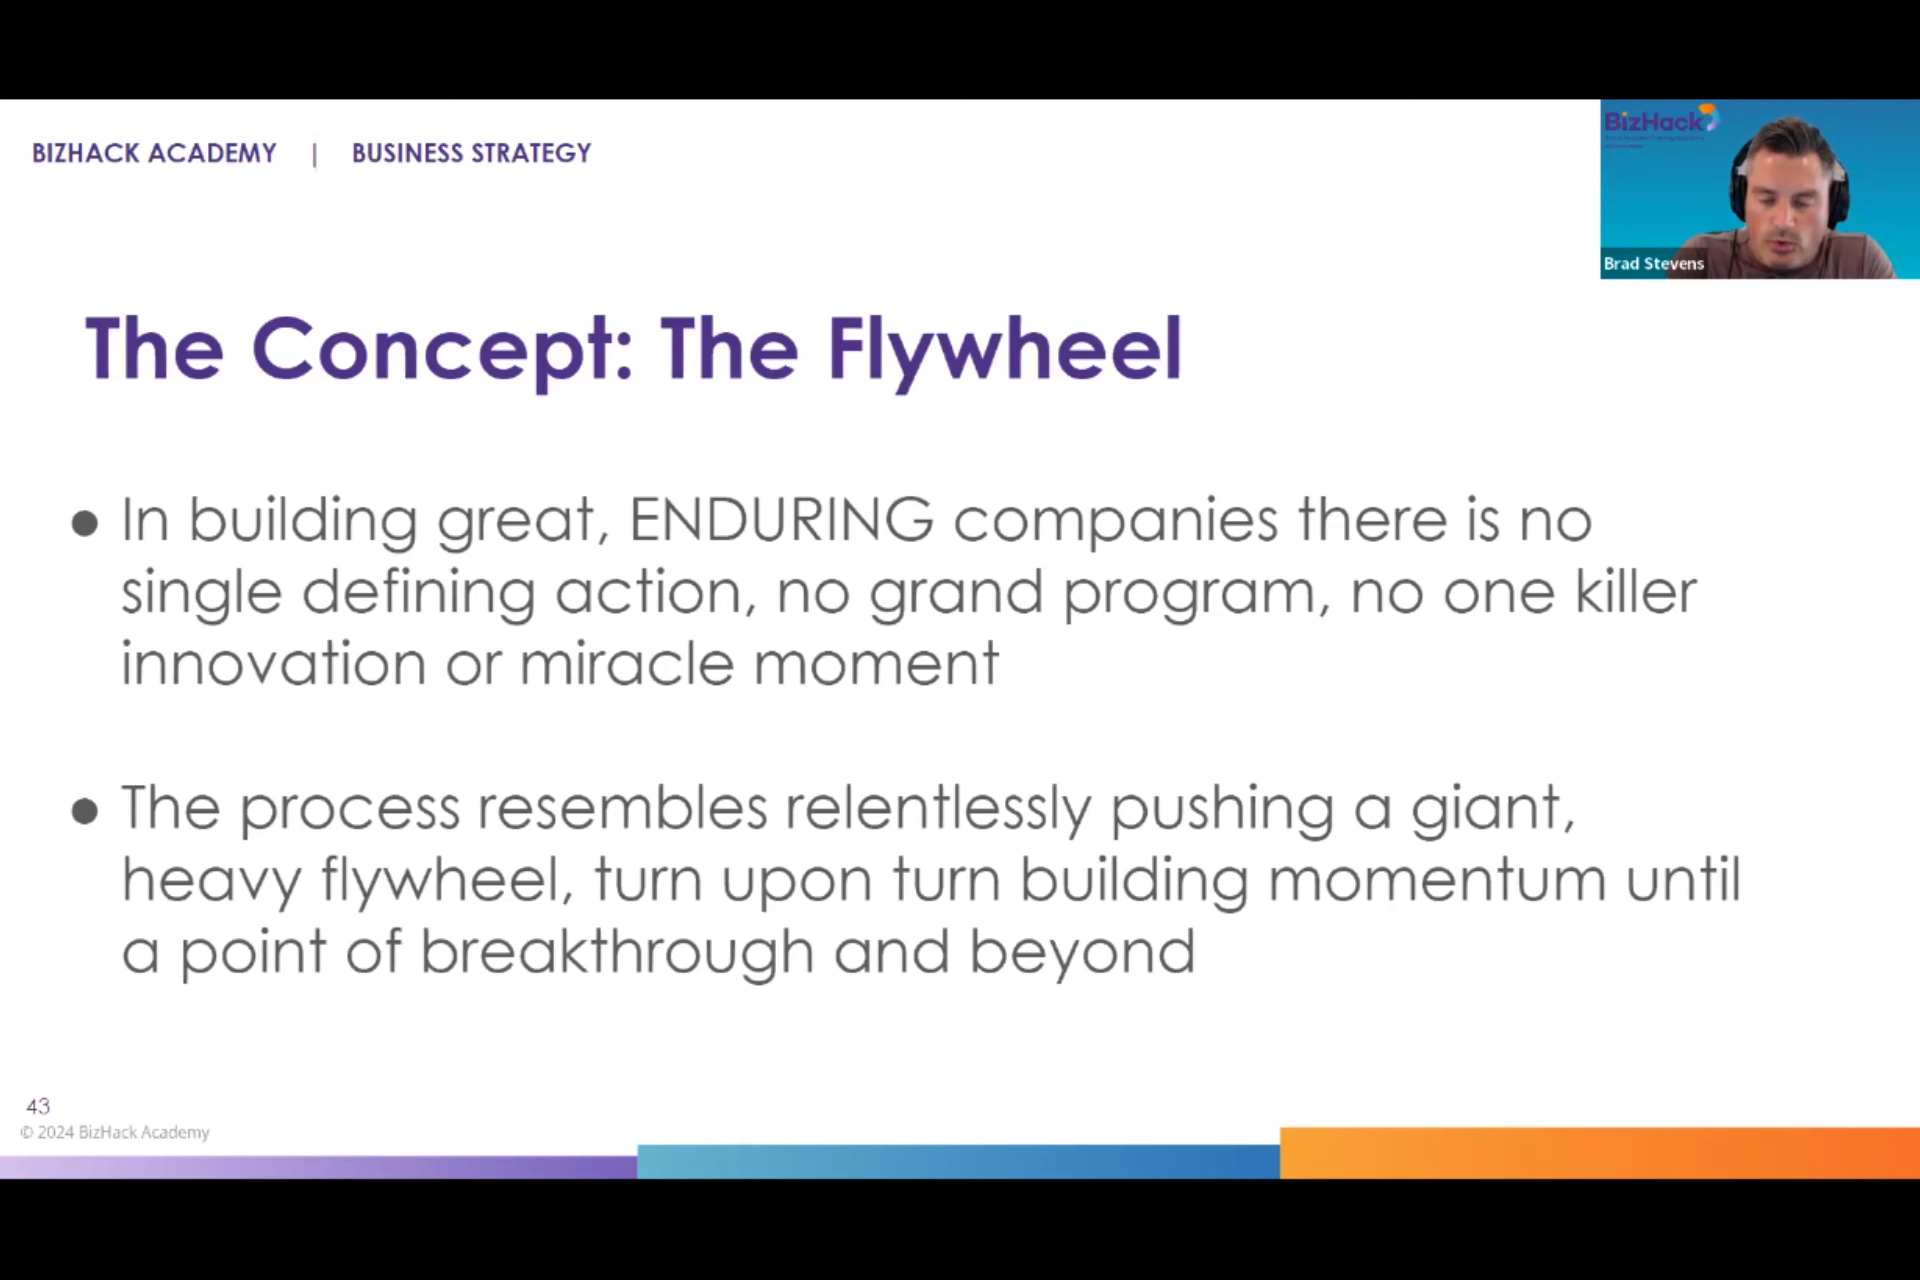 BIZHACK ACADEMY | BUSINESS STRATEGY
BizHack
Brad Stevens
The Concept: The Flywheel
● In building great, ENDURING companies there is no
single defining action, no grand program, no one killer
innovation or miracle moment
● The process resembles relentlessly pushing a giant,
heavy flywheel, turn upon turn building momentum until
a point of breakthrough and beyond
43
© 2024 BizHack Academy